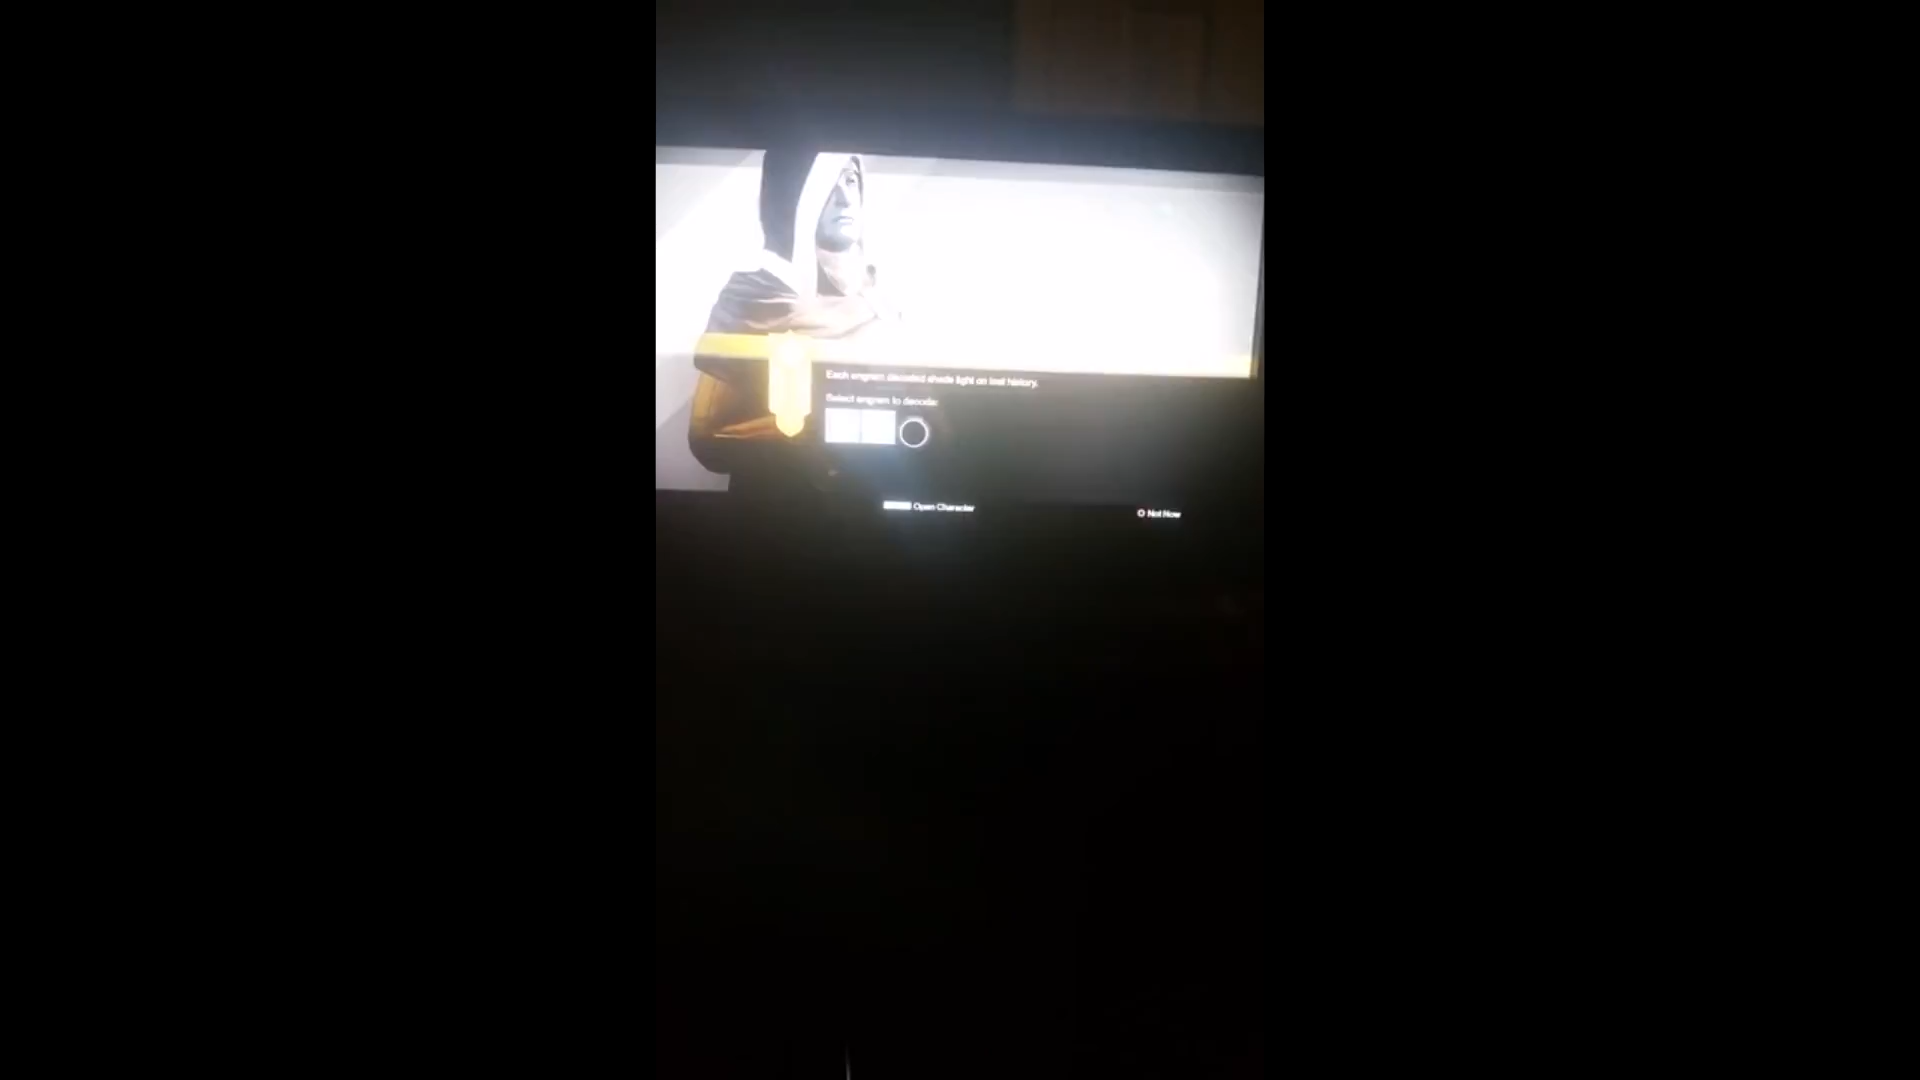 Each engram decoded sheds light on lost history.
Select engram to decode:
Open Character
Not Now